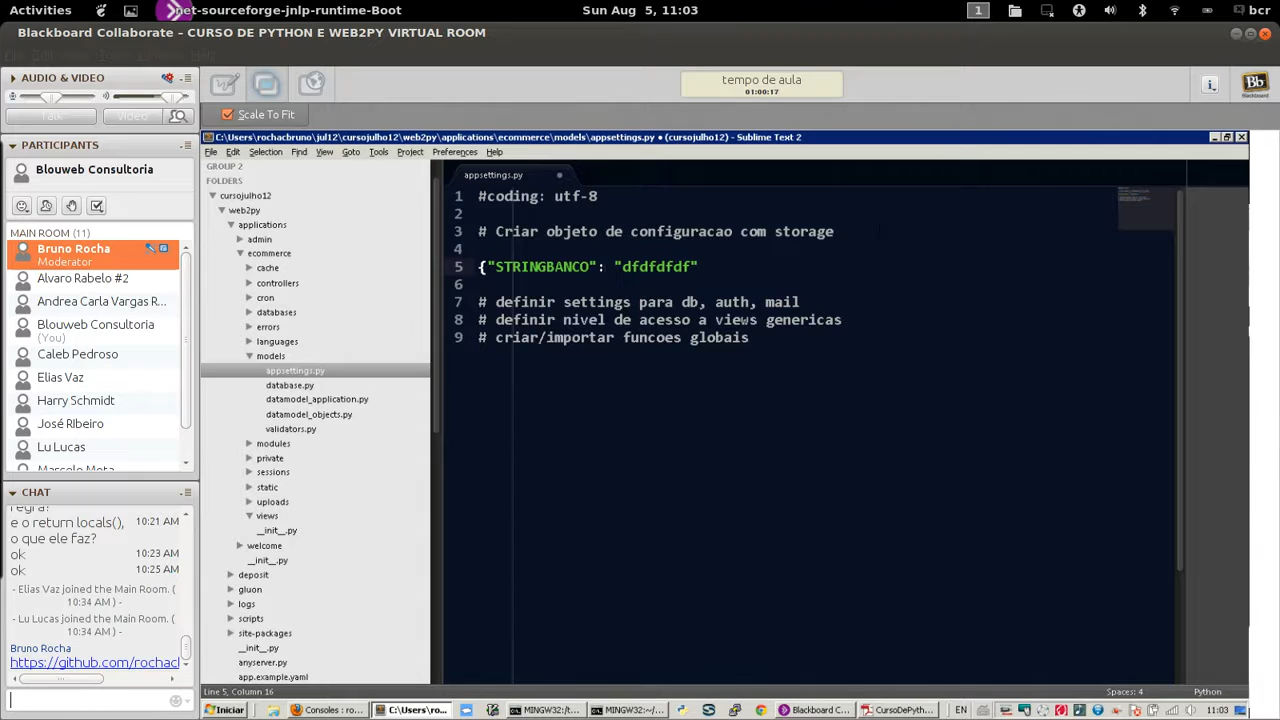 Activities
net-sourceforge-jnlp-runtime-Boot
Sun Aug 5, 11:03
1
bcr
Blackboard Collaborate – CURSO DE PYTHON E WEB2PY VIRTUAL ROOM
AUDIO & VIDEO
Talk
Video
PARTICIPANTS
Blouweb Consultoria
MAIN ROOM (11)
Bruno Rocha
Moderator
Alvaro Rabelo #2
Andrea Carla Vargas R...
Blouweb Consultoria
(You)
Caleb Pedroso
Elias Vaz
Harry Schmidt
José RIbeiro
Lu Lucas
Marcelo Mota
CHAT
regra!
e o return locals(), 10:21 AM
o que ele faz?
ok 10:23 AM
ok 10:25 AM
- Elias Vaz joined the Main Room. (
10:34 AM ) -
- Lu Lucas joined the Main Room. (
10:34 AM ) -
Bruno Rocha
https://github.com/rochacl
tempo de aula
01:00:17
Bb
Blackboard
Scale To Fit
C:\Users\rochacbruno\jul12\cursojulho12\web2py\applications\ecommerce\models\appsettings.py • (cursojulho12) - Sublime Text 2
File Edit Selection Find View Goto Tools Project Preferences Help
GROUP 2
FOLDERS
cursojulho12
web2py
applications
admin
ecommerce
cache
controllers
cron
databases
errors
languages
models
appsettings.py
database.py
datamodel_application.py
datamodel_objects.py
validators.py
modules
private
sessions
static
uploads
views
__init__.py
welcome
__init__.py
deposit
gluon
logs
scripts
site-packages
__init__.py
anyserver.py
app.example.yaml
appsettings.py
1 #coding: utf-8
2
3 # Criar objeto de configuracao com storage
4
5 {"STRINGBANCO": "dfdfdfdf"
6
7 # definir settings para db, auth, mail
8 # definir nivel de acesso a views genericas
9 # criar/importar funcoes globais
Line 5, Column 16
Spaces: 4
Python
Iniciar
Consoles : ro...
C:\Users\ro...
MINGW32:/t...
MINGW32:~/...
Blackboard C...
CursoDePyth...
EN
11:03